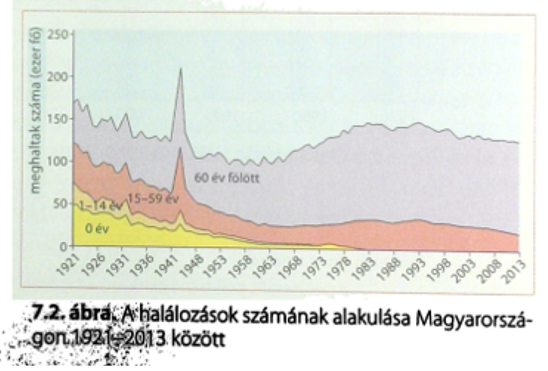 meghaltak száma (ezer fő)
250
200
150
100
50
0
60 év fölött
15–59 év
1–14 év
0 év
1921 1926 1931 1936 1941 1948 1953 1958 1963 1968 1973 1978 1983 1988 1993 1998 2003 2008 2013
7.2. ábra. A halálozások számának alakulása Magyarorszá-
gon 1921–2013 között